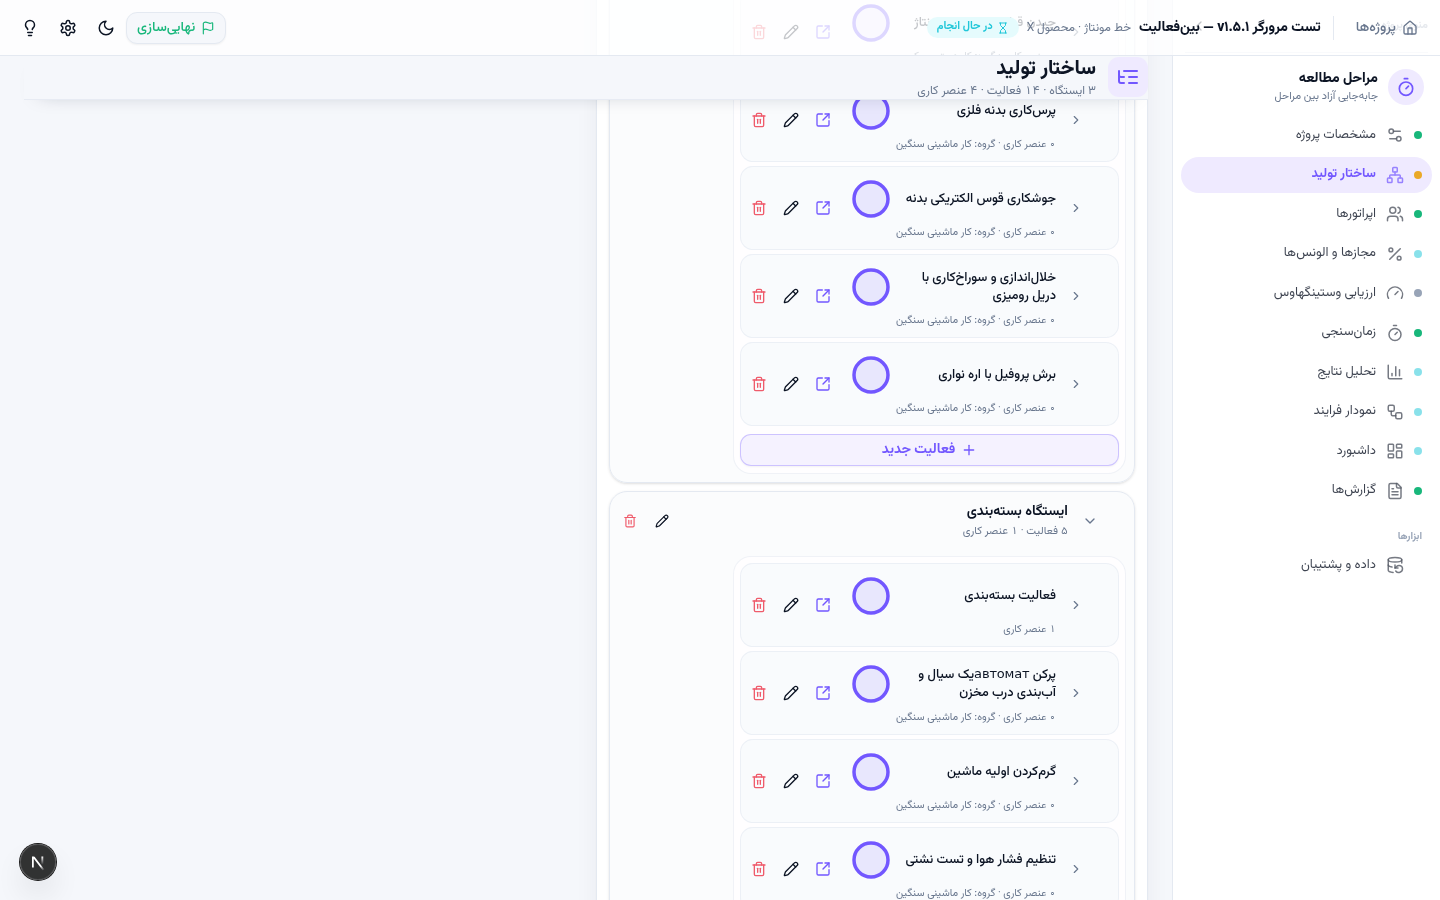 پروژه‌ها
تست مرورگر v1.5.1 — بین‌فعالیت
خط مونتاژ · محصول X
در حال انجام
نهایی‌سازی
مراحل مطالعه
جابه‌جایی آزاد بین مراحل
مشخصات پروژه
ساختار تولید
اپراتورها
مجازها و الونس‌ها
ارزیابی وستینگهاوس
زمان‌سنجی
تحلیل نتایج
نمودار فرایند
داشبورد
گزارش‌ها
ابزارها
داده و پشتیبان
ساختار تولید
۳ ایستگاه · ۱۴ فعالیت · ۴ عنصر کاری
پرس‌کاری بدنه فلزی
۰ عنصر کاری · گروه: کار ماشینی سنگین
جوشکاری قوس الکتریکی بدنه
۰ عنصر کاری · گروه: کار ماشینی سنگین
خلال‌اندازی و سوراخ‌کاری با
دریل رومیزی
۰ عنصر کاری · گروه: کار ماشینی سنگین
برش پروفیل با اره نواری
۰ عنصر کاری · گروه: کار ماشینی سنگین
فعالیت جدید
ایستگاه بسته‌بندی
۵ فعالیت · ۱ عنصر کاری
فعالیت بسته‌بندی
۱ عنصر کاری
پرکن автоматیک سیال و
آب‌بندی درب مخزن
۰ عنصر کاری · گروه: کار ماشینی سنگین
گرم‌کردن اولیه ماشین
۰ عنصر کاری · گروه: کار ماشینی سنگین
تنظیم فشار هوا و تست نشتی
۰ عنصر کاری · گروه: کار ماشینی سنگین
N